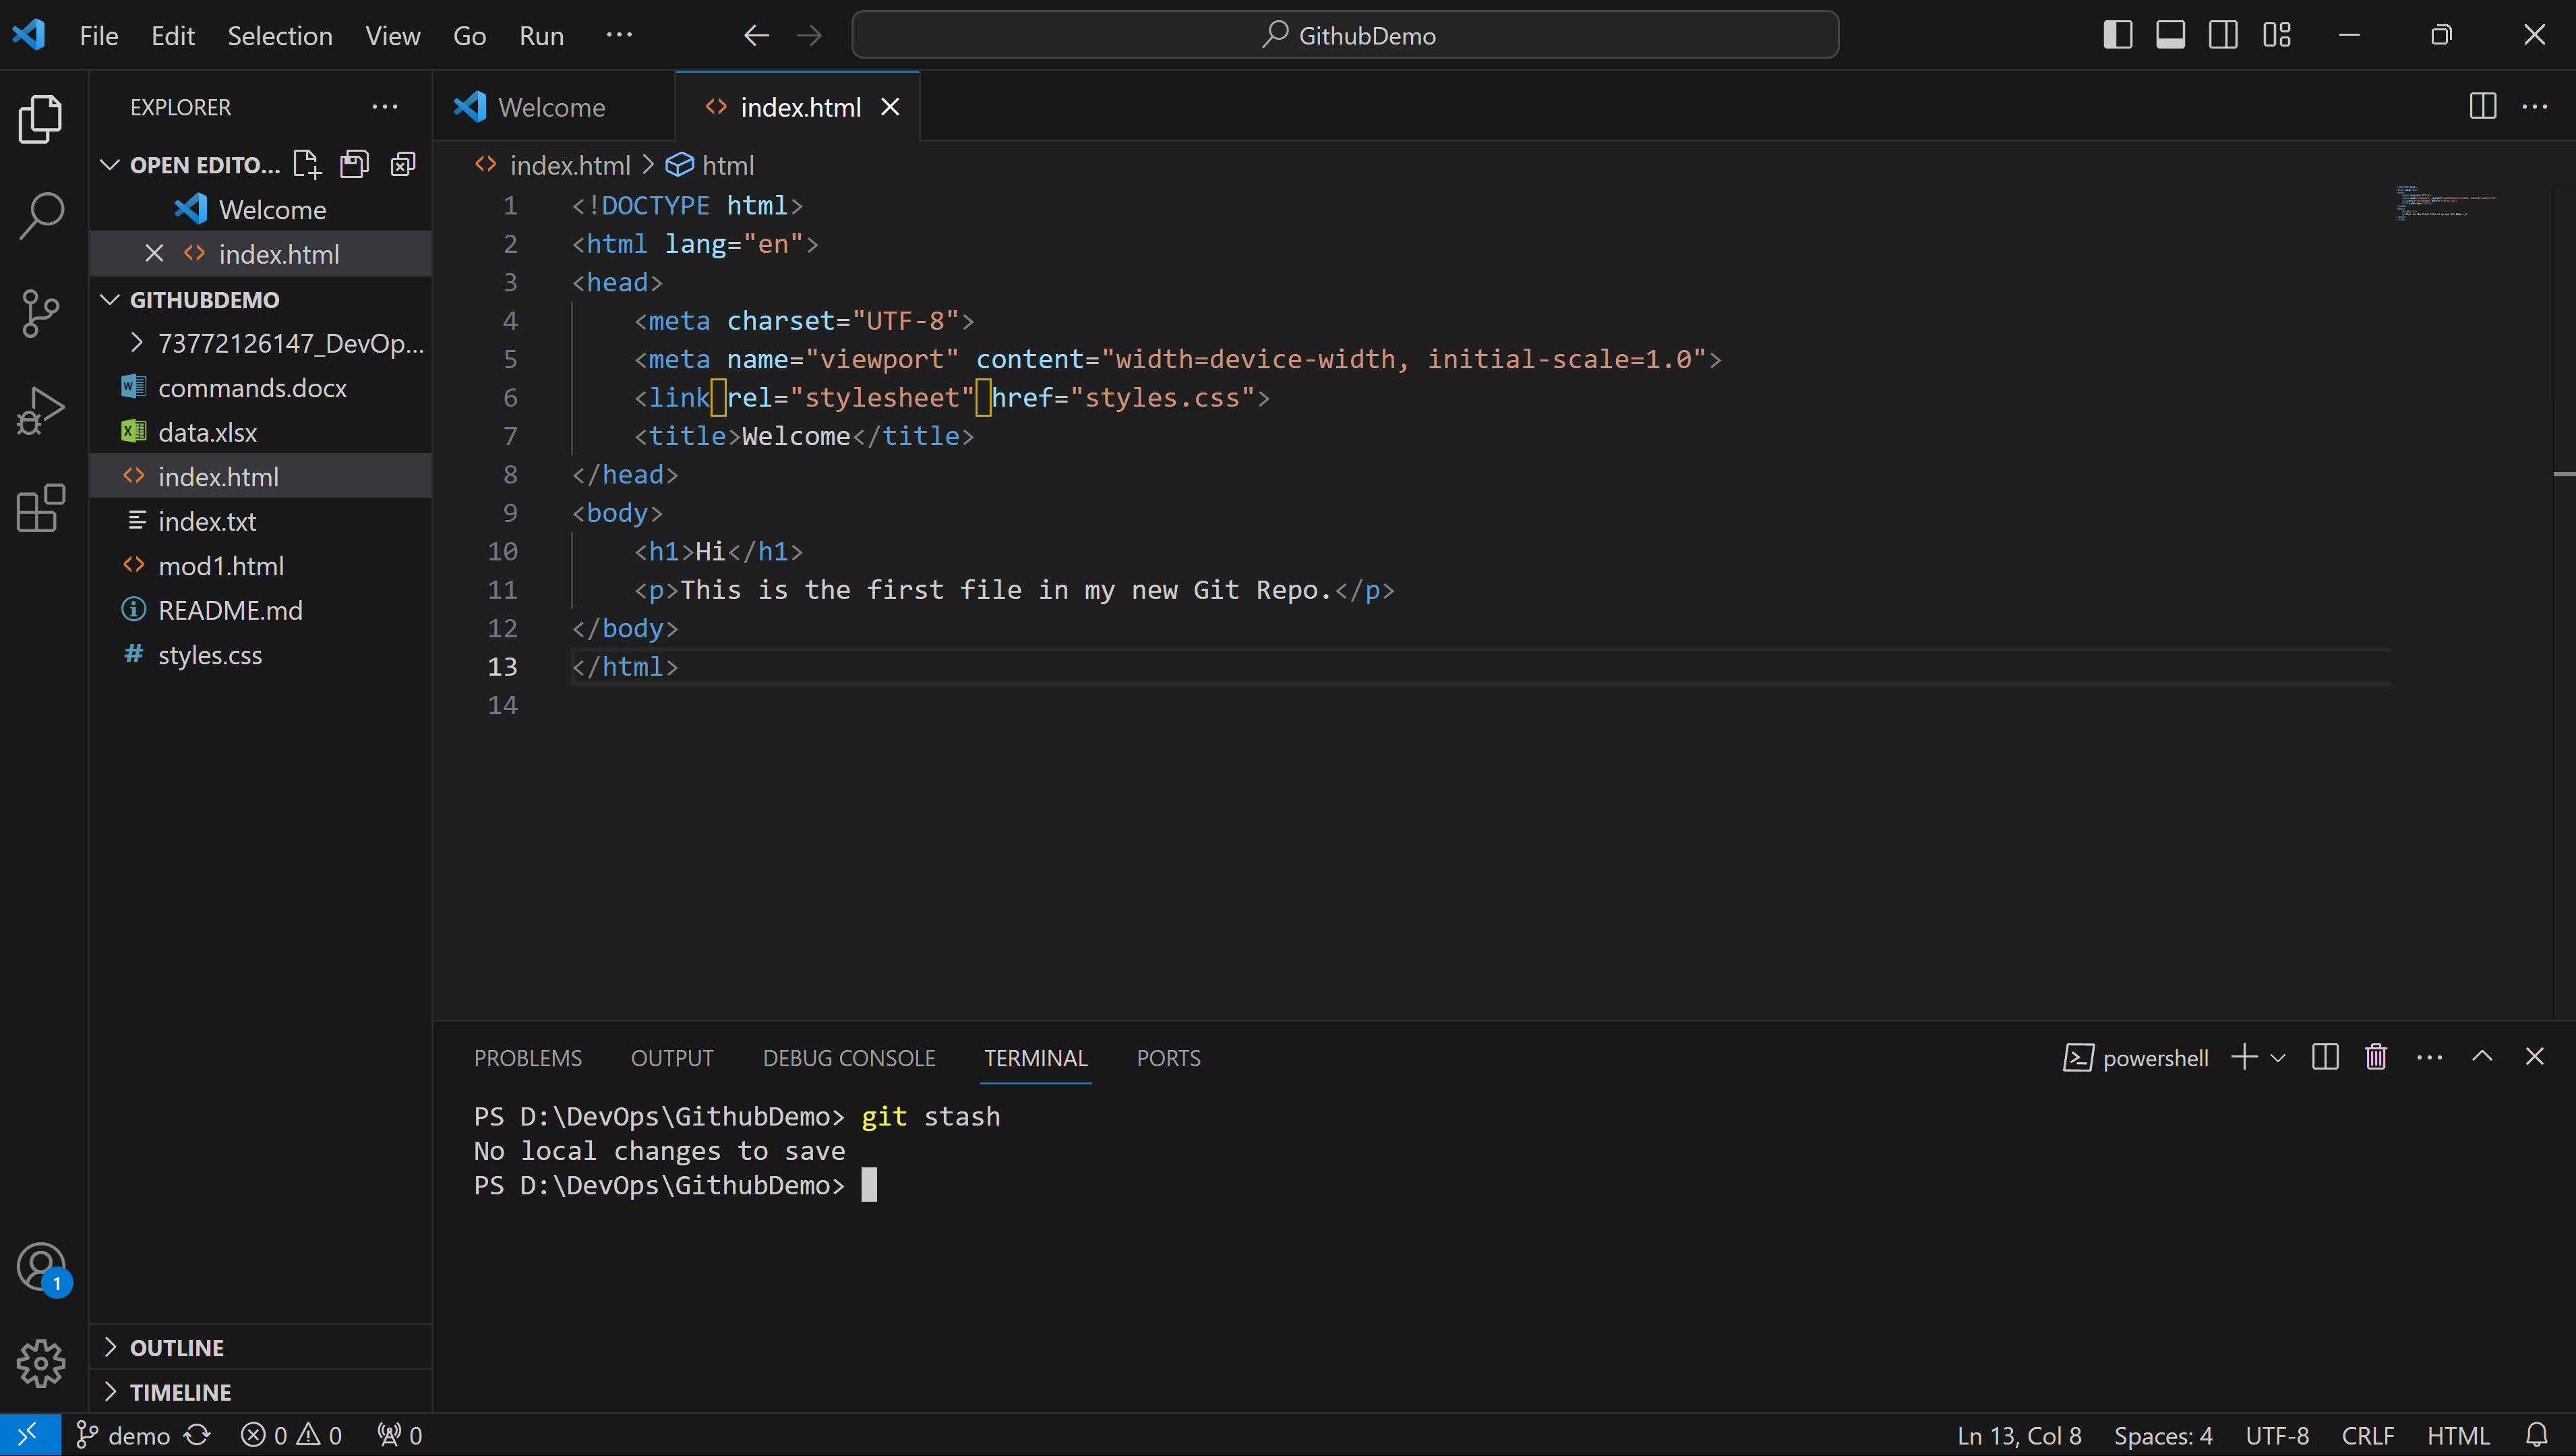 File Edit Selection View Go Run ···
GithubDemo
EXPLORER
OPEN EDITO...
Welcome
index.html
GITHUBDEMO
73772126147_DevOp...
commands.docx
data.xlsx
index.html
index.txt
mod1.html
README.md
styles.css
OUTLINE
TIMELINE
Welcome
index.html
index.html > html
1 <!DOCTYPE html>
2 <html lang="en">
3 <head>
4 <meta charset="UTF-8">
5 <meta name="viewport" content="width=device-width, initial-scale=1.0">
6 <link rel="stylesheet" href="styles.css">
7 <title>Welcome</title>
8 </head>
9 <body>
10 <h1>Hi</h1>
11 <p>This is the first file in my new Git Repo.</p>
12 </body>
13 </html>
14
PROBLEMS OUTPUT DEBUG CONSOLE TERMINAL PORTS
powershell
PS D:\DevOps\GithubDemo> git stash
No local changes to save
PS D:\DevOps\GithubDemo>
1
demo 0 0 0
Ln 13, Col 8 Spaces: 4 UTF-8 CRLF HTML